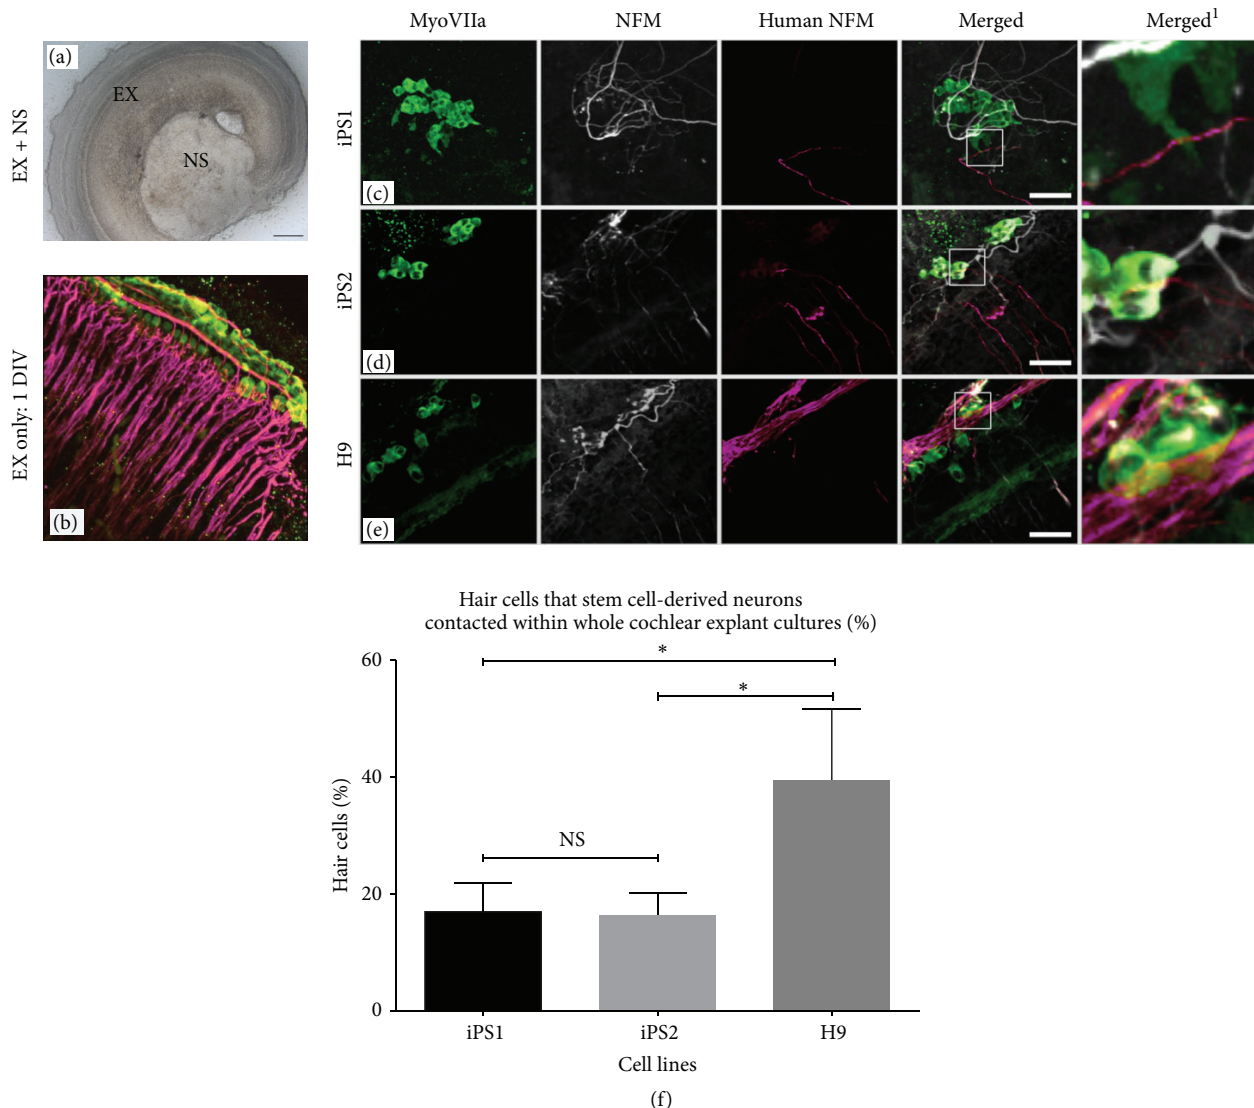 MyoVIIa NFM Human NFM Merged Merged¹
EX + NS
(a)
EX
NS
EX only: 1 DIV
(b)
iPS1
(c)
iPS2
(d)
H9
(e)
Hair cells that stem cell-derived neurons
contacted within whole cochlear explant cultures (%)
Hair cells (%)
60
40
20
0
*
*
NS
iPS1 iPS2 H9
Cell lines
(f)